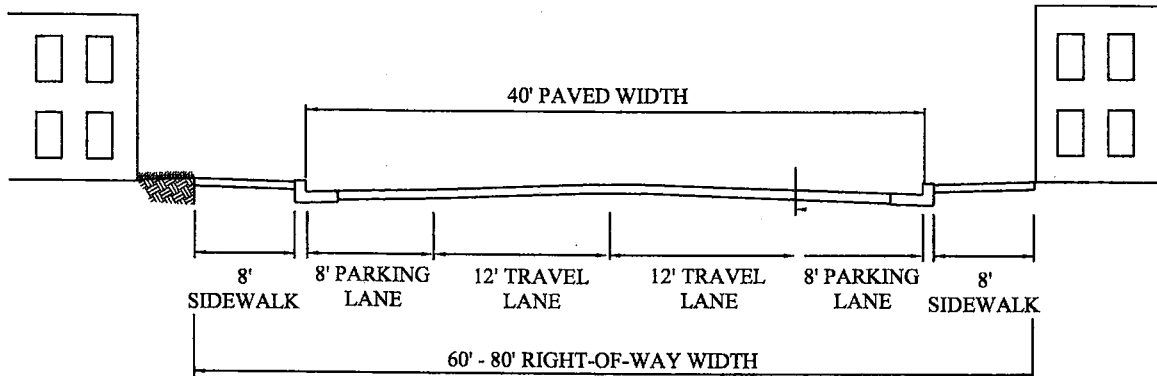 40' PAVED WIDTH
8'
SIDEWALK
8' PARKING
LANE
12' TRAVEL
LANE
12' TRAVEL
LANE
8' PARKING
LANE
8'
SIDEWALK
60' - 80' RIGHT-OF-WAY WIDTH